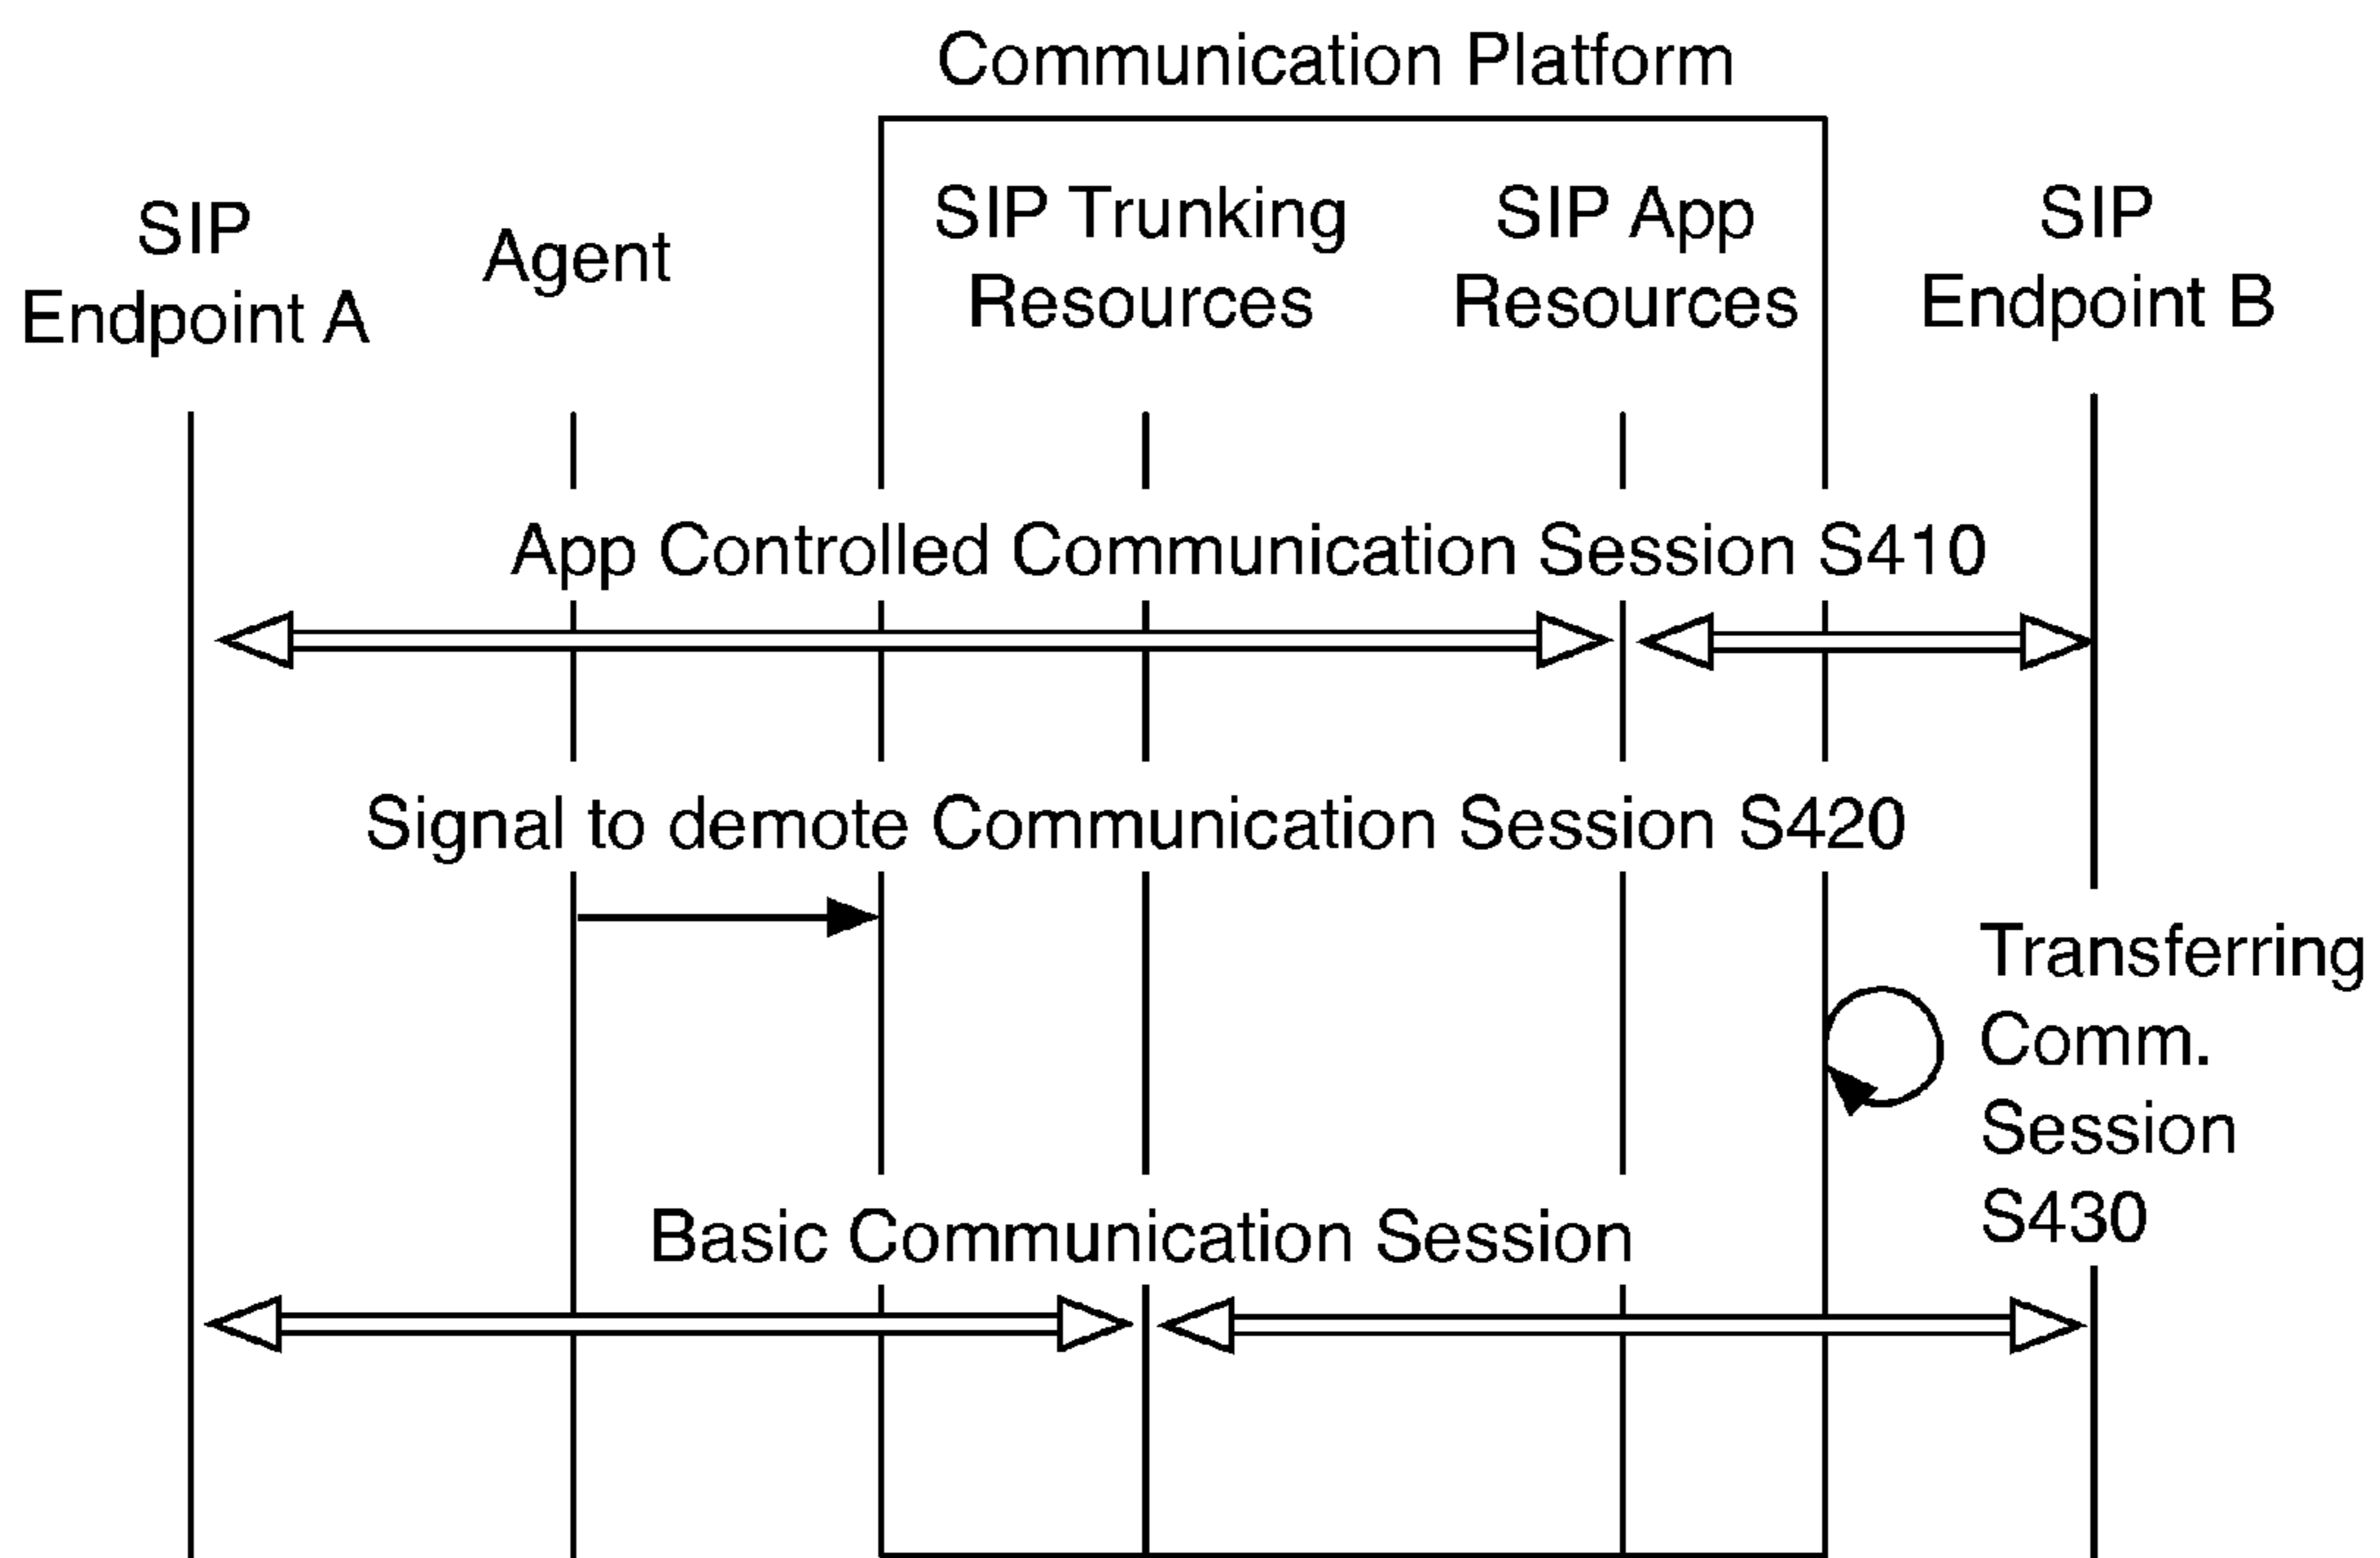 Communication Platform
SIP
Endpoint A
Agent
SIP Trunking
Resources
SIP App
Resources
SIP
Endpoint B
App Controlled Communication Session S410
Signal to demote Communication Session S420
Transferring
Comm.
Session
S430
Basic Communication Session